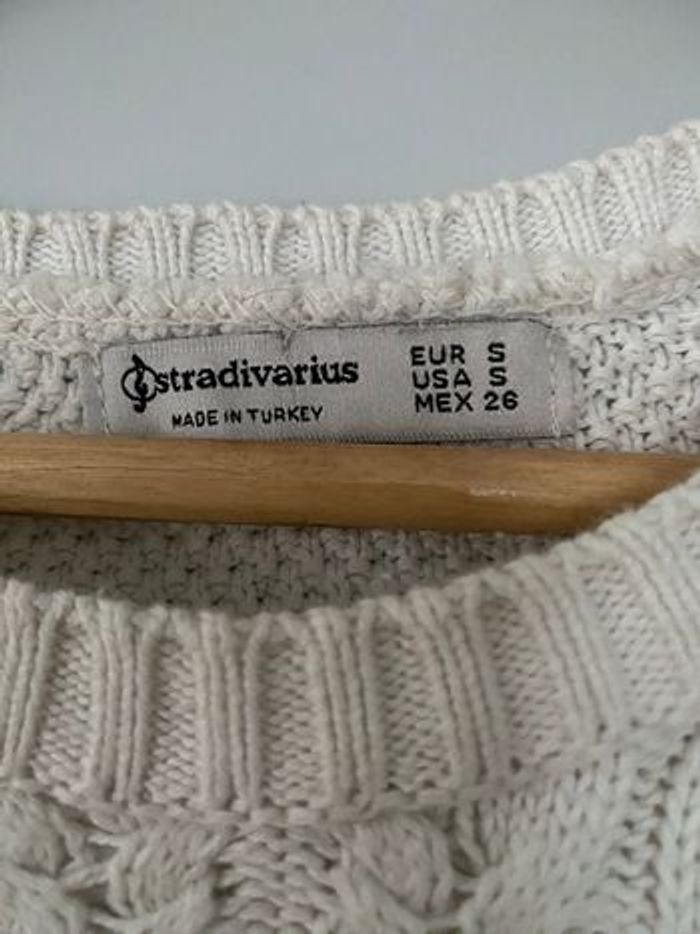 stradivarius
MADE IN TURKEY
EUR S
USA S
MEX 26